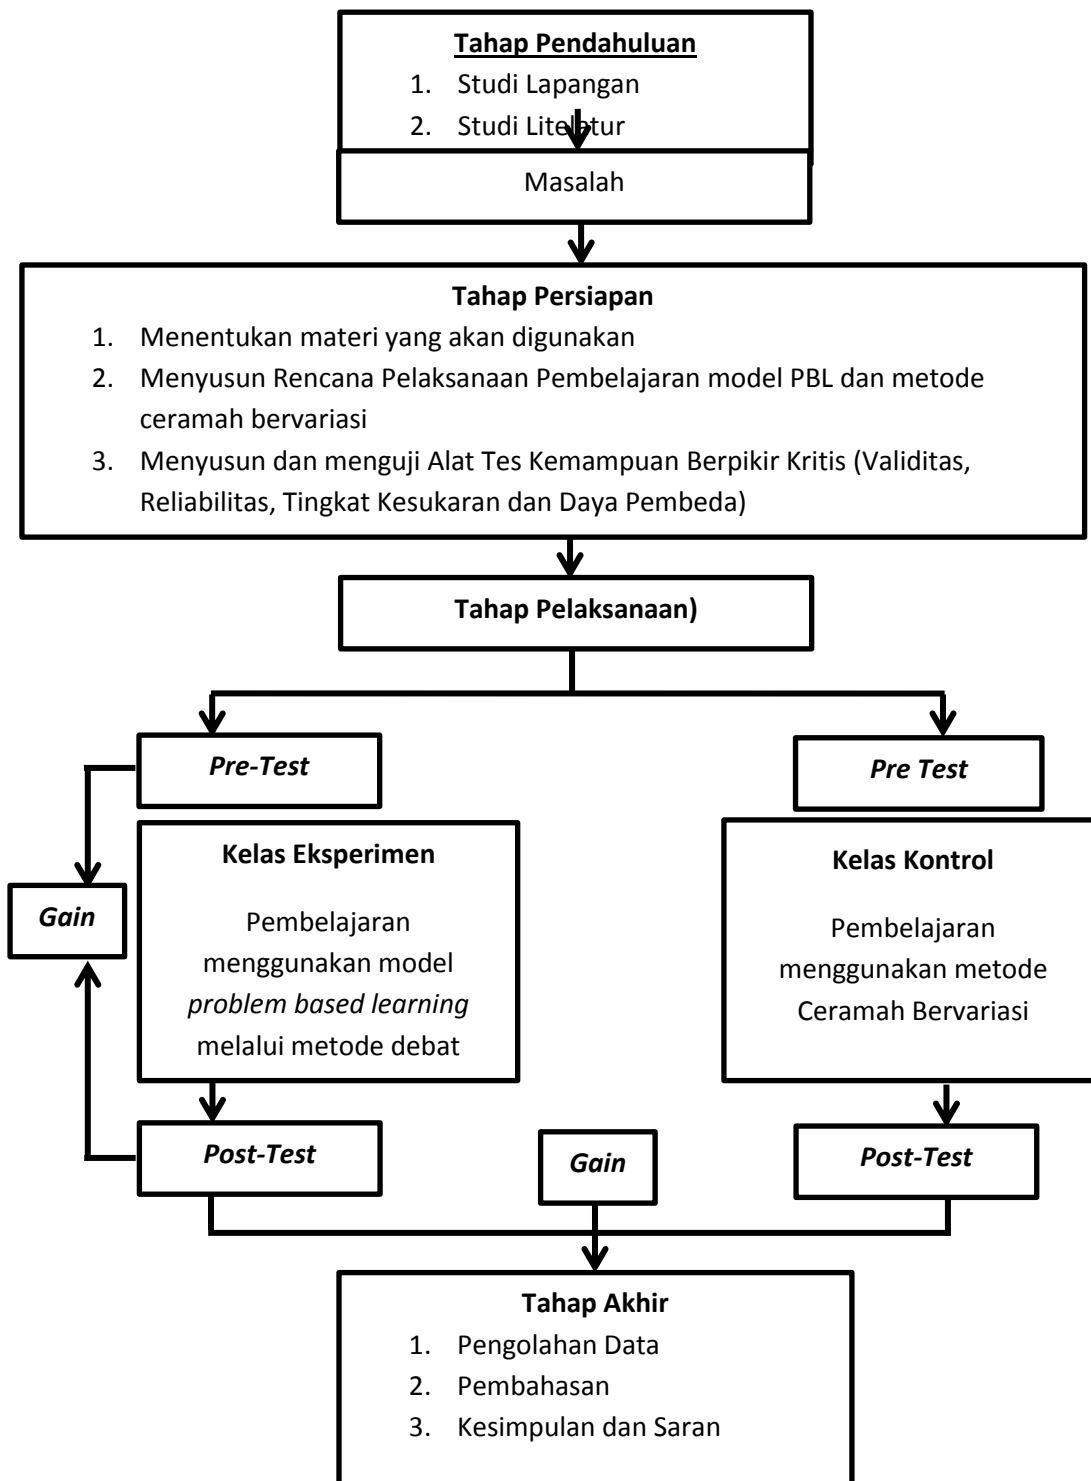 Tahap Pendahuluan
1. Studi Lapangan
2. Studi Literatur
Masalah
Tahap Persiapan
1. Menentukan materi yang akan digunakan
2. Menyusun Rencana Pelaksanaan Pembelajaran model PBL dan metode
ceramah bervariasi
3. Menyusun dan menguji Alat Tes Kemampuan Berpikir Kritis (Validitas,
Reliabilitas, Tingkat Kesukaran dan Daya Pembeda)
Tahap Pelaksanaan)
Pre-Test
Pre Test
Gain
Kelas Eksperimen
Pembelajaran
menggunakan model
problem based learning
melalui metode debat
Kelas Kontrol
Pembelajaran
menggunakan metode
Ceramah Bervariasi
Post-Test
Gain
Post-Test
Tahap Akhir
1. Pengolahan Data
2. Pembahasan
3. Kesimpulan dan Saran